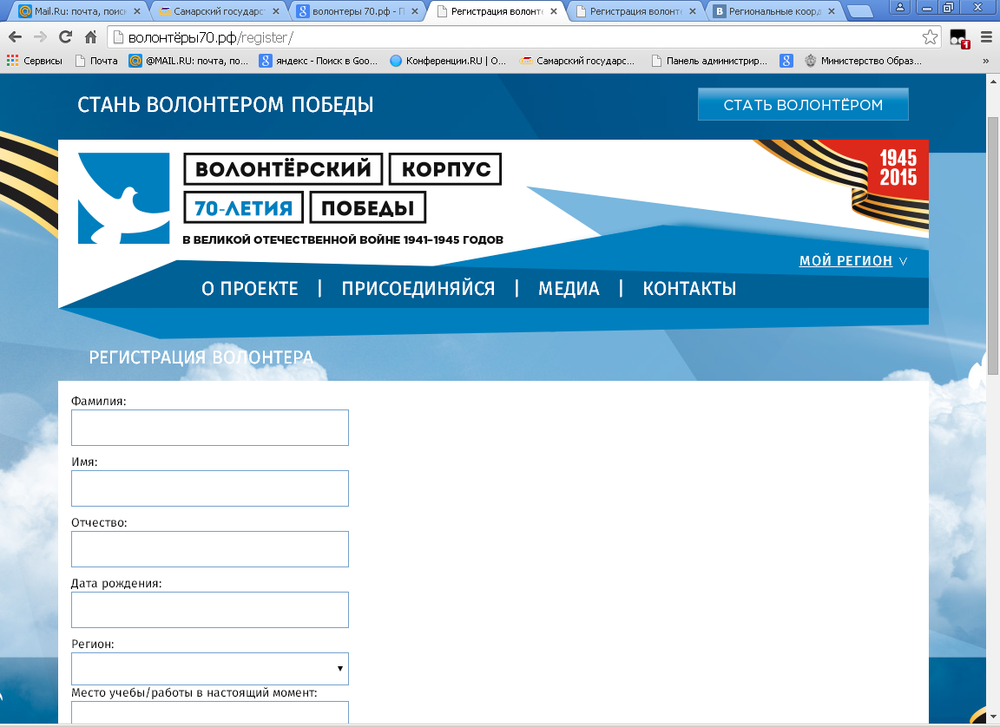 Mail.Ru: почта, поиск Самарский государст волонтеры 70.рф - П Регистрация волонте Регистрация волонте Региональные коорд
волонтёры70.рф/register/
Сервисы Почта @MAIL.RU: почта, по... яндекс - Поиск в Goo... Конференции.RU | О... Самарский государс... Панель администрир... Министерство Образ... »
СТАНЬ ВОЛОНТЕРОМ ПОБЕДЫ
СТАТЬ ВОЛОНТЁРОМ
ВОЛОНТЁРСКИЙ КОРПУС
70-ЛЕТИЯ ПОБЕДЫ
В ВЕЛИКОЙ ОТЕЧЕСТВЕННОЙ ВОЙНЕ 1941-1945 ГОДОВ
1945
2015
МОЙ РЕГИОН
О ПРОЕКТЕ | ПРИСОЕДИНЯЙСЯ | МЕДИА | КОНТАКТЫ
РЕГИСТРАЦИЯ ВОЛОНТЕРА
Фамилия:
Имя:
Отчество:
Дата рождения:
Регион:
Место учебы/работы в настоящий момент: